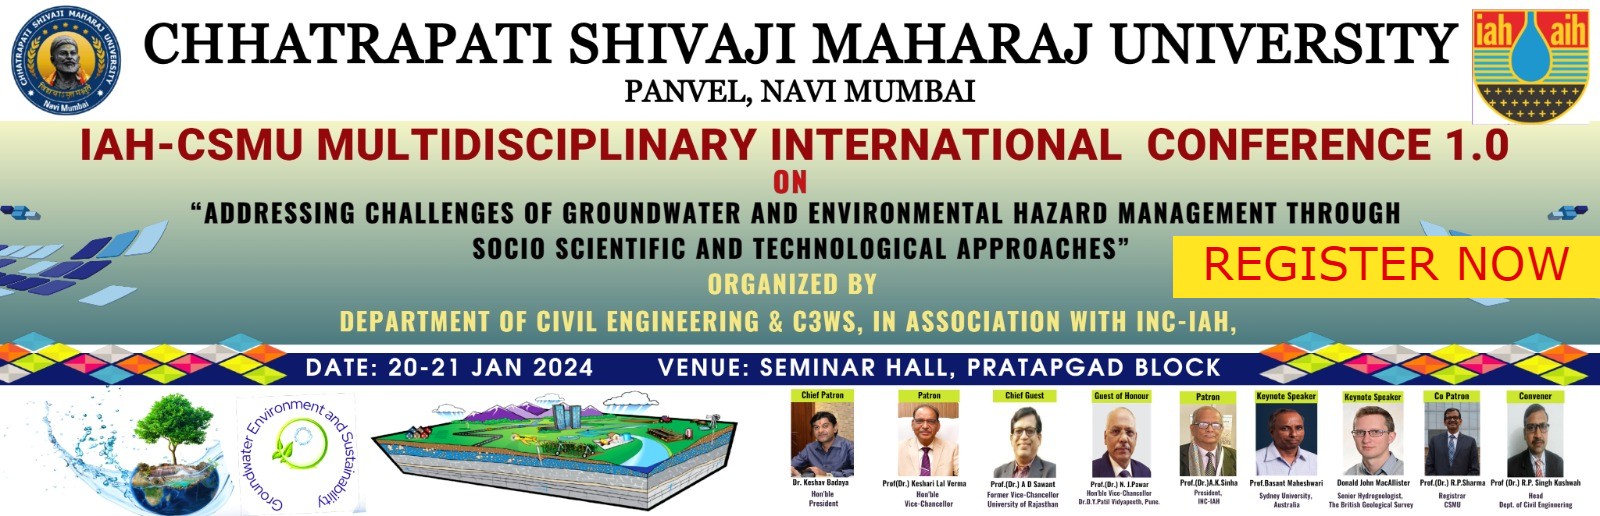 CHHATRAPATI SHIVAJI MAHARAJ UNIVERSITY
PANVEL, NAVI MUMBAI
CHHATRAPATI SHIVAJI MAHARAJ UNIVERSITY
Navi Mumbai
iah aih
IAH-CSMU MULTIDISCIPLINARY INTERNATIONAL CONFERENCE 1.0
ON
“ADDRESSING CHALLENGES OF GROUNDWATER AND ENVIRONMENTAL HAZARD MANAGEMENT THROUGH
SOCIO SCIENTIFIC AND TECHNOLOGICAL APPROACHES”
REGISTER NOW
ORGANIZED BY
DEPARTMENT OF CIVIL ENGINEERING & C3WS, IN ASSOCIATION WITH INC-IAH,
DATE: 20-21 JAN 2024 VENUE: SEMINAR HALL, PRATAPGAD BLOCK
Groundwater Environment and Sustainability
Chief Patron
Dr. Keshav Badaya
Hon'ble
President
Patron
Prof(Dr.) Keshari Lal Verma
Hon'ble
Vice-Chancellor
Chief Guest
Prof.(Dr.) A D Sawant
Former Vice-Chancellor
University of Rajasthan
Guest of Honour
Prof.(Dr.) N. J.Pawar
Hon'ble Vice-Chancellor
Dr.D.Y.Patil Vidyapeeth, Pune.
Patron
Prof.(Dr.)A.K.Sinha
President,
INC-IAH
Keynote Speaker
Prof.Basant Maheshwari
Sydney University,
Australia
Keynote Speaker
Donald John MacAllister
Senior Hydrogeologist,
The British Geological Survey
Co Patron
Prof.(Dr.) R.P.Sharma
Registrar
CSMU
Convener
Prof (Dr.) R.P. Singh Kushwah
Head
Dept. of Civil Enginnering